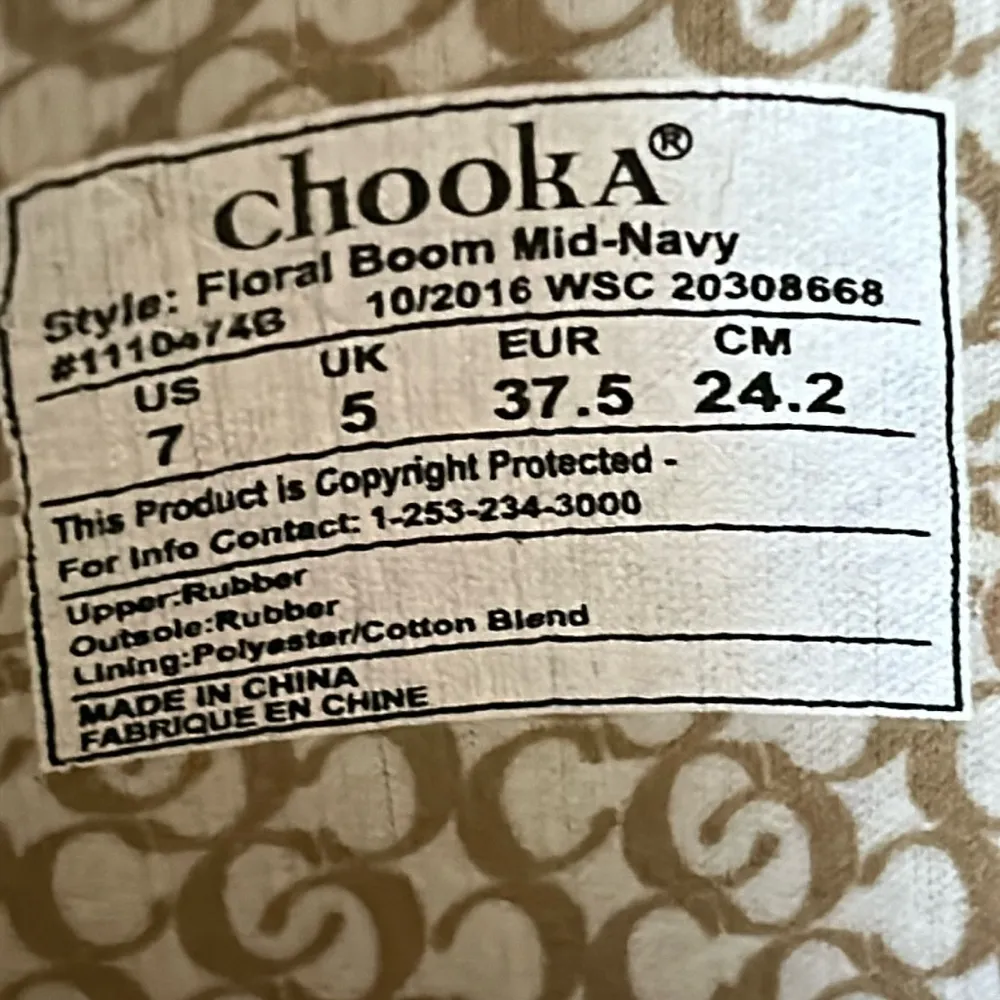 chooka®
Style: Floral Boom Mid-Navy
#1110474B 10/2016 WSC 20308668
US UK EUR CM
7 5 37.5 24.2
This Product is Copyright Protected -
For Info Contact: 1-253-234-3000
Upper:Rubber
Outsole:Rubber
Lining:Polyester/Cotton Blend
MADE IN CHINA
FABRIQUE EN CHINE